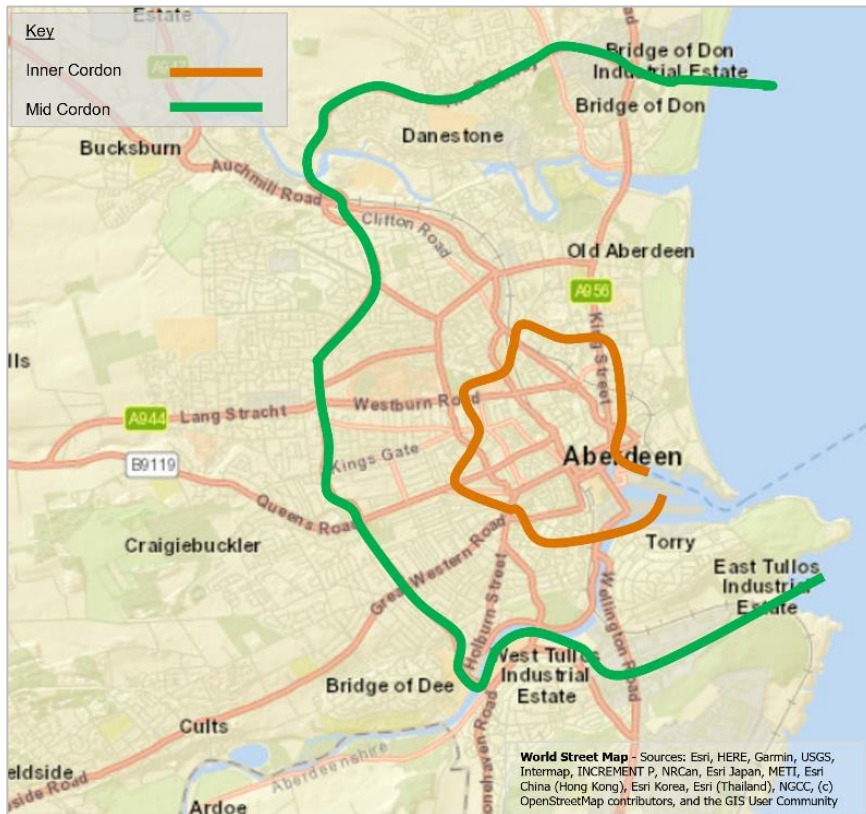 Key
Inner Cordon
Mid Cordon
Estate
A947
Road
Bridge of Don
Industrial Estate
Bridge of Don
Danestone
Bucksburn
Auchmill Road
Clifton Road
Old Aberdeen
A956
King Street
lls
A944
Lang Stracht
Westburn Road
B9119
Kings Gate
Aberdeen
Queens Road
Craigiebuckler
Great Western Road
Torry
East Tullos
Industrial
Estate
Holburn Street
Wellington Road
West Tullos
Industrial
Estate
Bridge of Dee
Cults
Aberdeenshire
eldside
Ardoe
World Street Map - Sources: Esri, HERE, Garmin, USGS,
Intermap, INCREMENT P, NRCan, Esri Japan, METI, Esri
China (Hong Kong), Esri Korea, Esri (Thailand), NGCC, (c)
OpenStreetMap contributors, and the GIS User Community